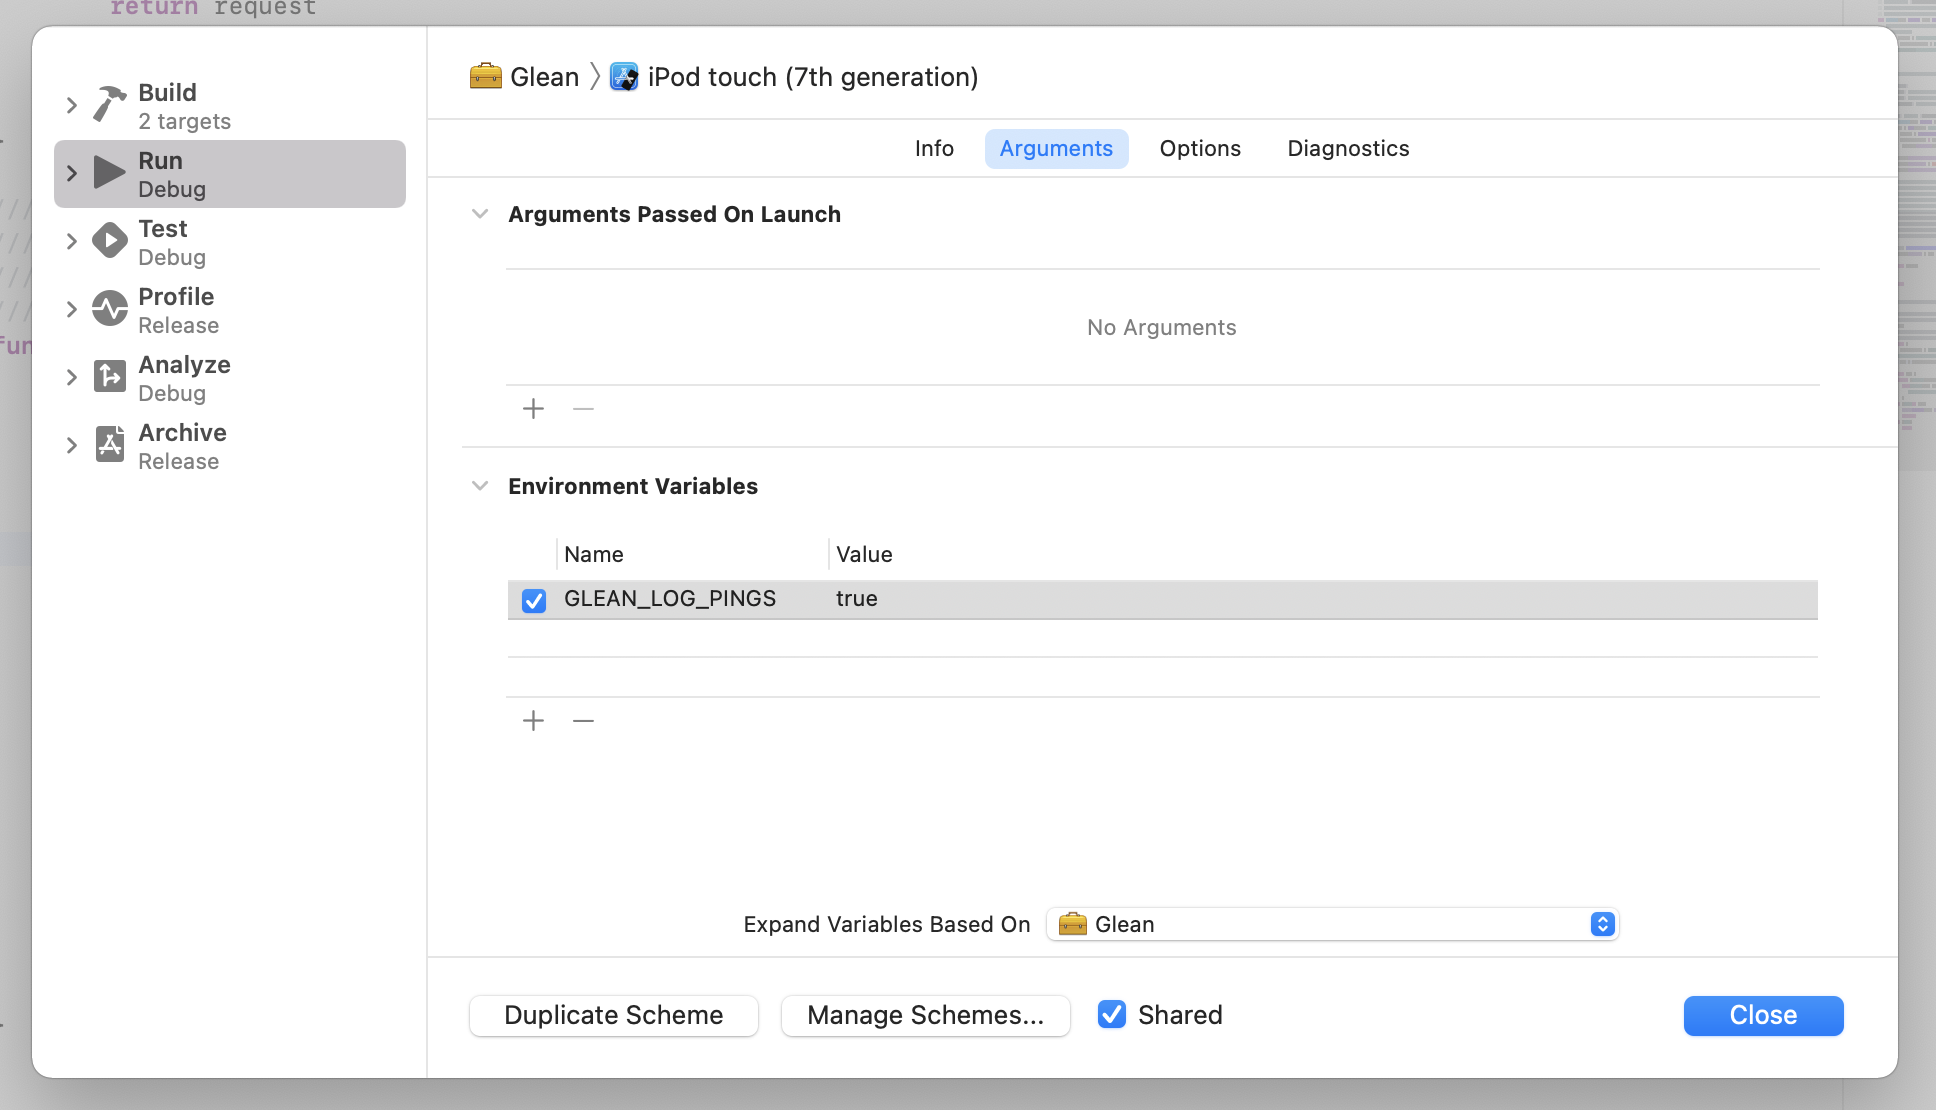 return request
Build
2 targets
Run
Debug
Test
Debug
Profile
Release
Analyze
Debug
Archive
Release
Glean 〉 iPod touch (7th generation)
Info Arguments Options Diagnostics
Arguments Passed On Launch
No Arguments
Environment Variables
Name Value
GLEAN_LOG_PINGS true
Expand Variables Based On Glean
Duplicate Scheme Manage Schemes... Shared Close